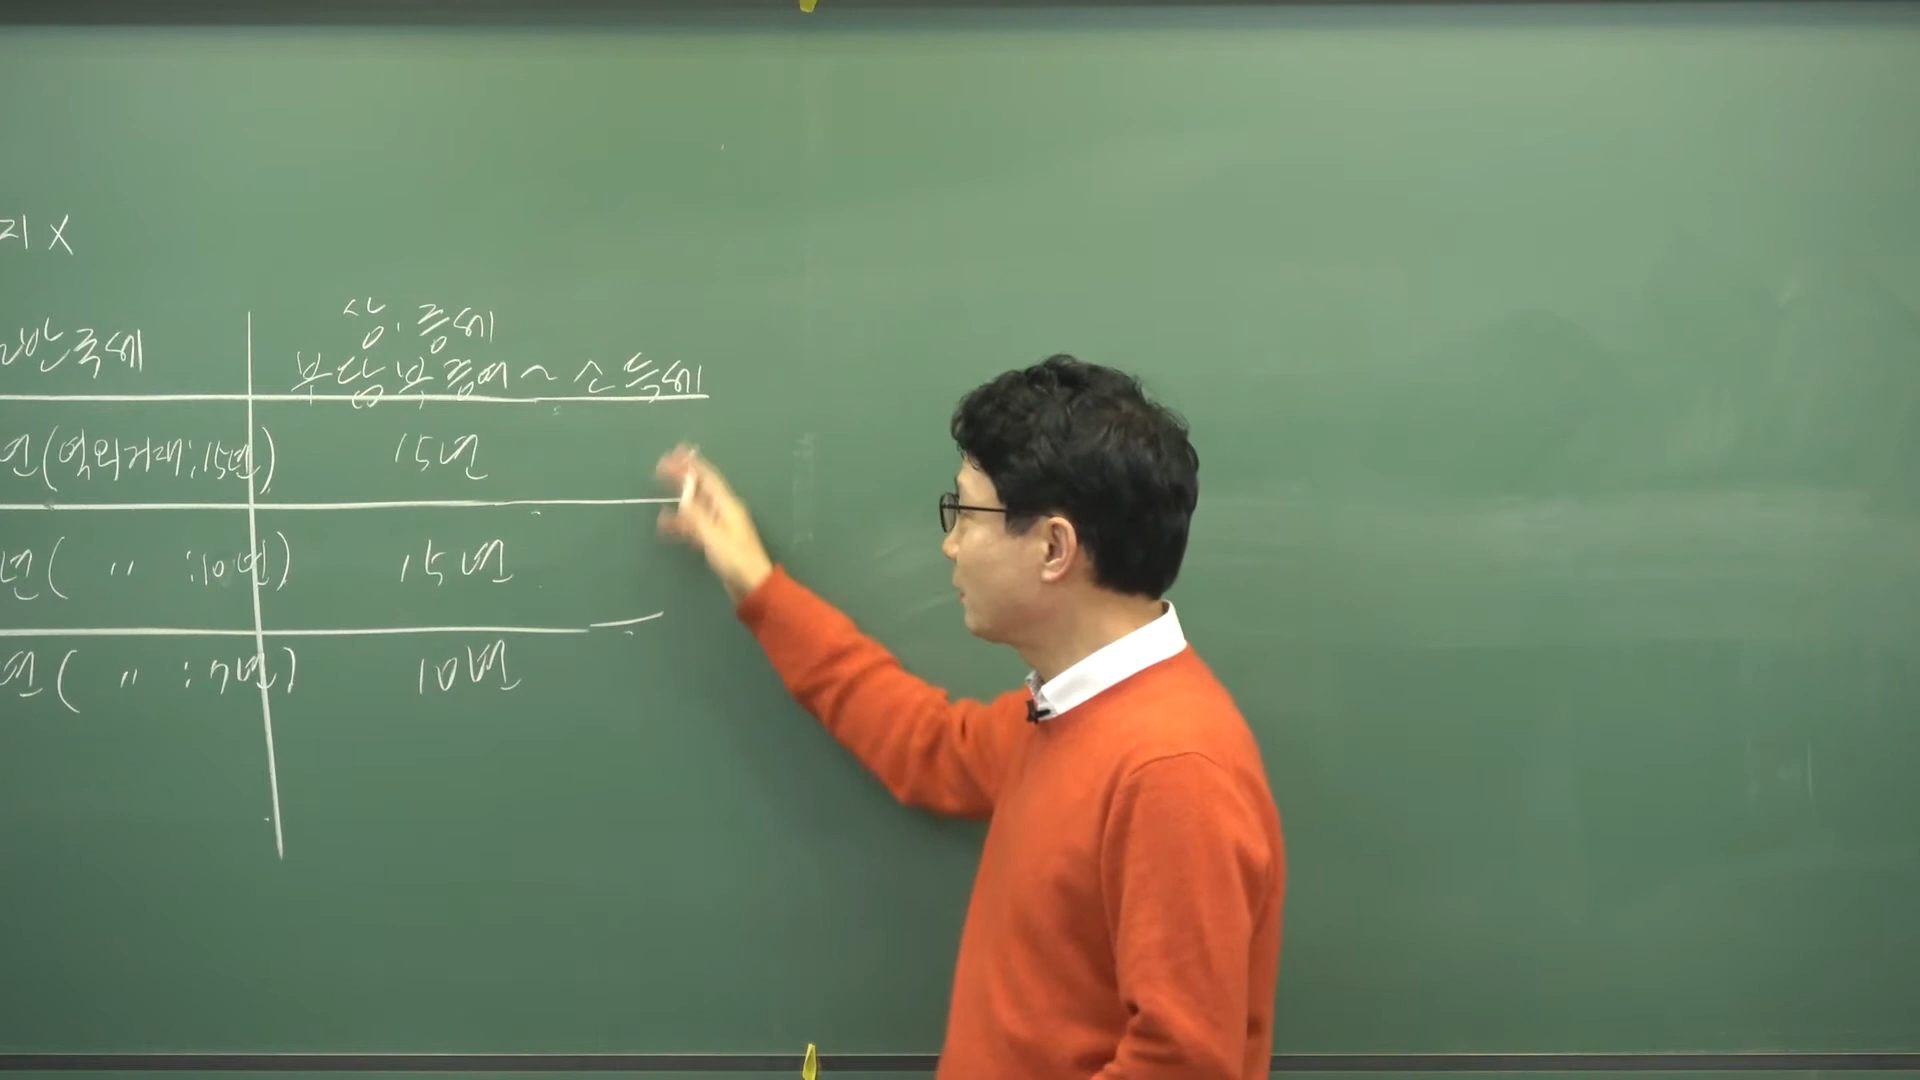 지 X
일반국세
상·증세
부담부증여~소득세
년(역외거래;15년) 15년
년( 〃 :10년) 15년
년( 〃 :7년) 10년